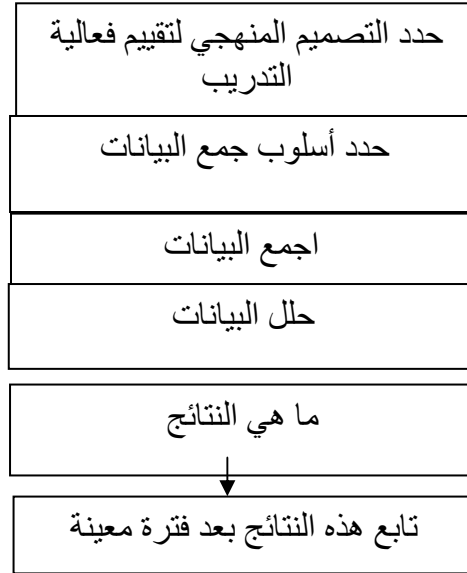 حدد التصميم المنهجي لتقييم فعالية
التدريب
حدد أسلوب جمع البيانات
اجمع البيانات
حلل البيانات
ما هي النتائج
تابع هذه النتائج بعد فترة معينة